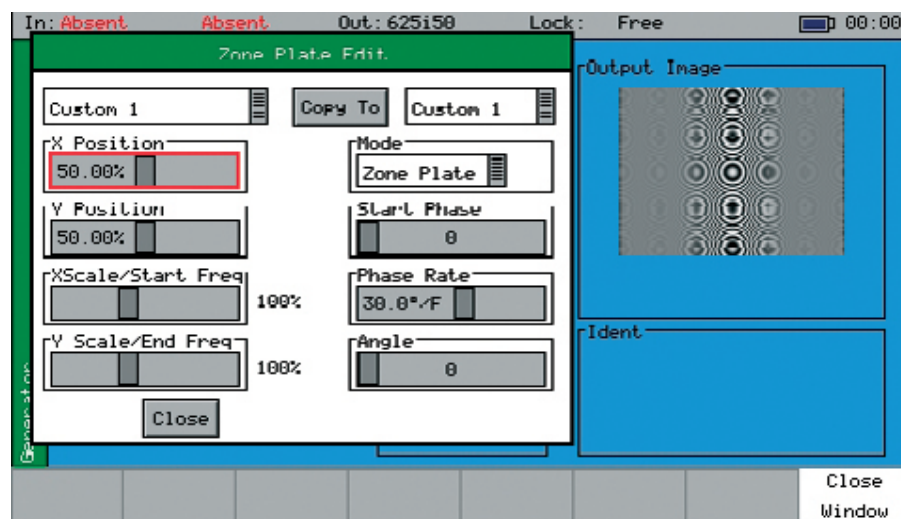 In: Absent Absent Out: 625i50 Lock: Free 00:00
Zone Plate Edit
Custom 1 Copy To Custom 1
X Position
50.00%
Mode
Zone Plate
Y Position
50.00%
Start Phase
0
XScale/Start Freq
100%
Phase Rate
30.0°/F
Y Scale/End Freq
100%
Angle
0
Close
Output Image
Ident
Generator
Close
Window